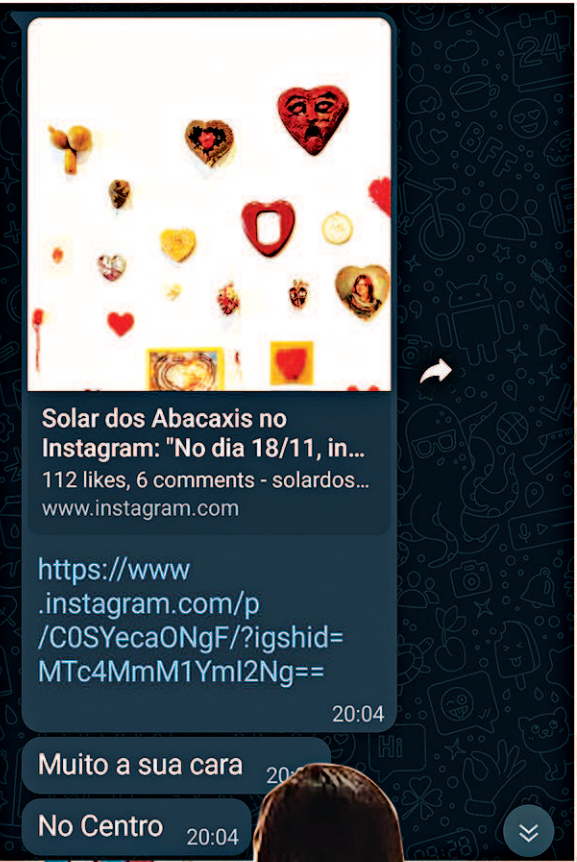 Solar dos Abacaxis no
Instagram: "No dia 18/11, in...
112 likes, 6 comments - solardos...
www.instagram.com
https://www
.instagram.com/p
/C0SYecaONgF/?igshid=
MTc4MmM1YmI2Ng==
20:04
Muito a sua cara
No Centro 20:04